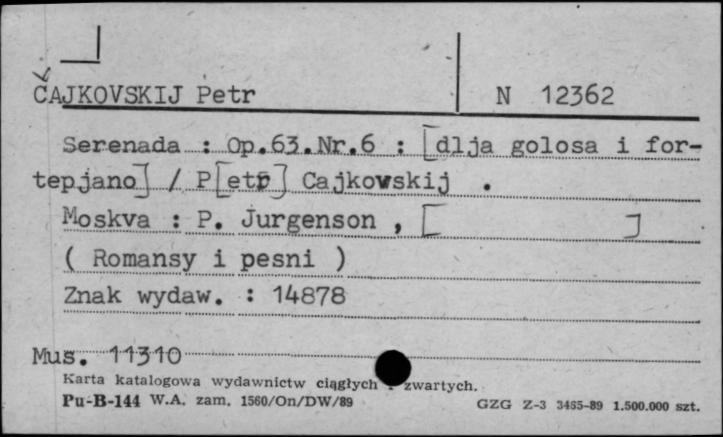 ČAJKOVSKIJ Petr N 12362
Serenada : Op.63.Nr.6 : [dlja golosa i for-
tepjano] / P[etr] Cajkowskij .
Moskva : P. Jurgenson , [ ]
( Romansy i pesni )
Znak wydaw. : 14878
Mus. 11310
Karta katalogowa wydawnictw ciągłych i zwartych.
Pu-B-144 W.A. zam. 1560/On/DW/89 GZG Z-3 3465-89 1.500.000 szt.